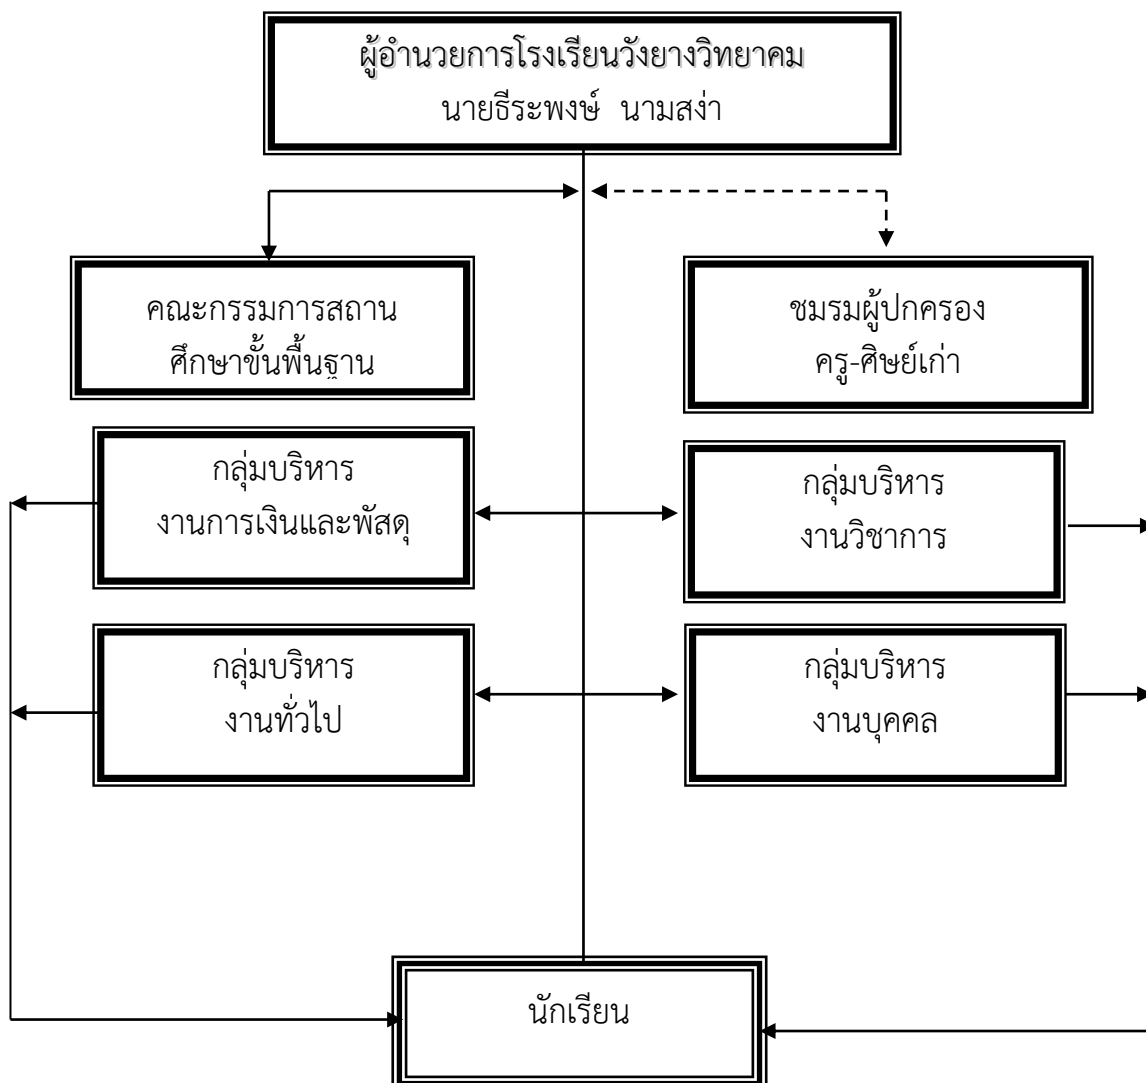 ผู้อำนวยการโรงเรียนวังยางวิทยาคม
นายธีระพงษ์ นามสง่า
คณะกรรมการสถาน
ศึกษาขั้นพื้นฐาน
ชมรมผู้ปกครอง
ครู-ศิษย์เก่า
กลุ่มบริหาร
งานการเงินและพัสดุ
กลุ่มบริหาร
งานวิชาการ
กลุ่มบริหาร
งานทั่วไป
กลุ่มบริหาร
งานบุคคล
นักเรียน